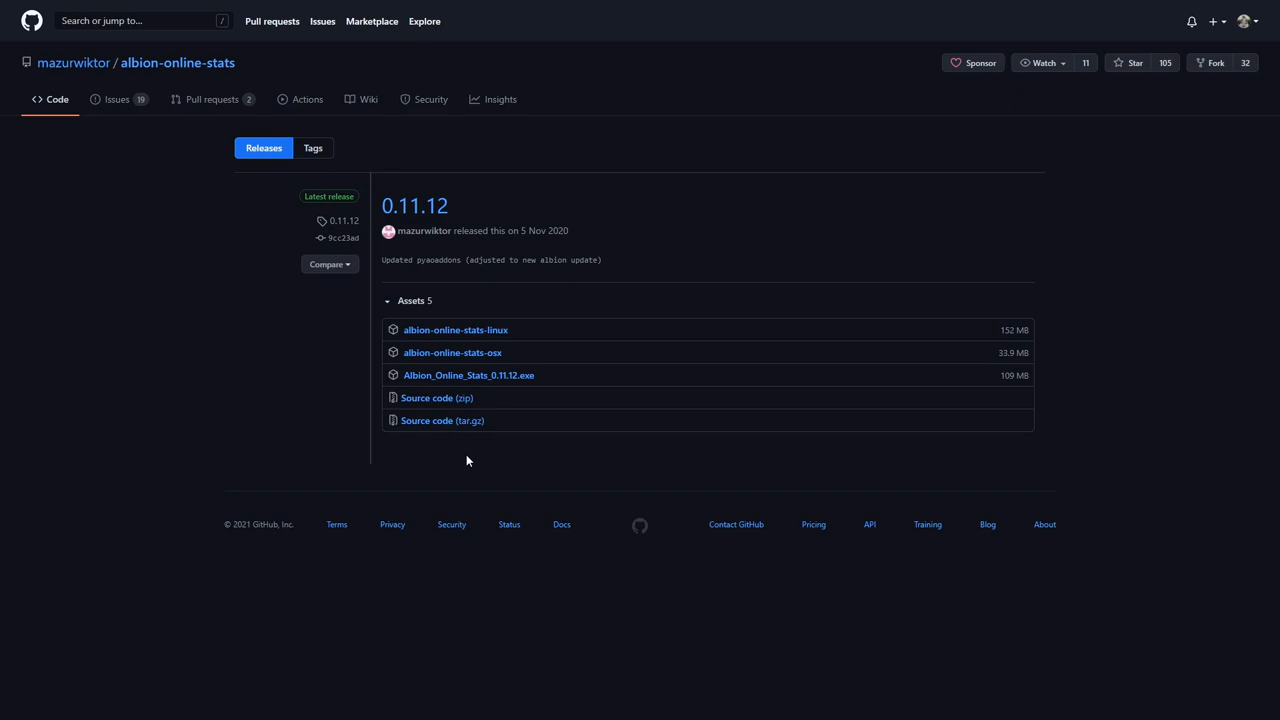 Search or jump to... /
Pull requests Issues Marketplace Explore
mazurwiktor / albion-online-stats
Sponsor Watch 11 Star 105 Fork 32
Code Issues 19 Pull requests 2 Actions Wiki Security Insights
Releases Tags
Latest release
0.11.12
9cc23ad
Compare
0.11.12
mazurwiktor released this on 5 Nov 2020
Updated pyaoaddons (adjusted to new albion update)
Assets 5
albion-online-stats-linux 152 MB
albion-online-stats-osx 33.9 MB
Albion_Online_Stats_0.11.12.exe 109 MB
Source code (zip)
Source code (tar.gz)
© 2021 GitHub, Inc. Terms Privacy Security Status Docs Contact GitHub Pricing API Training Blog About